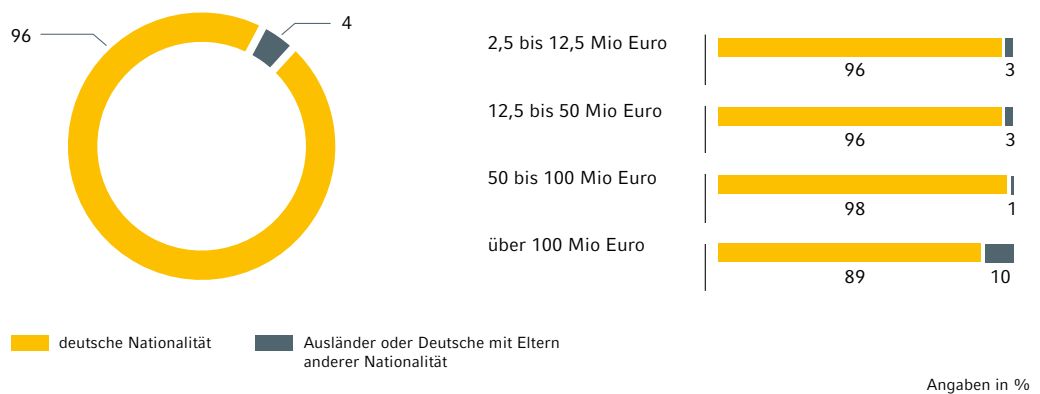 96
4
2,5 bis 12,5 Mio Euro
96 3
12,5 bis 50 Mio Euro
96 3
50 bis 100 Mio Euro
98 1
über 100 Mio Euro
89 10
deutsche Nationalität
Ausländer oder Deutsche mit Eltern
anderer Nationalität
Angaben in %